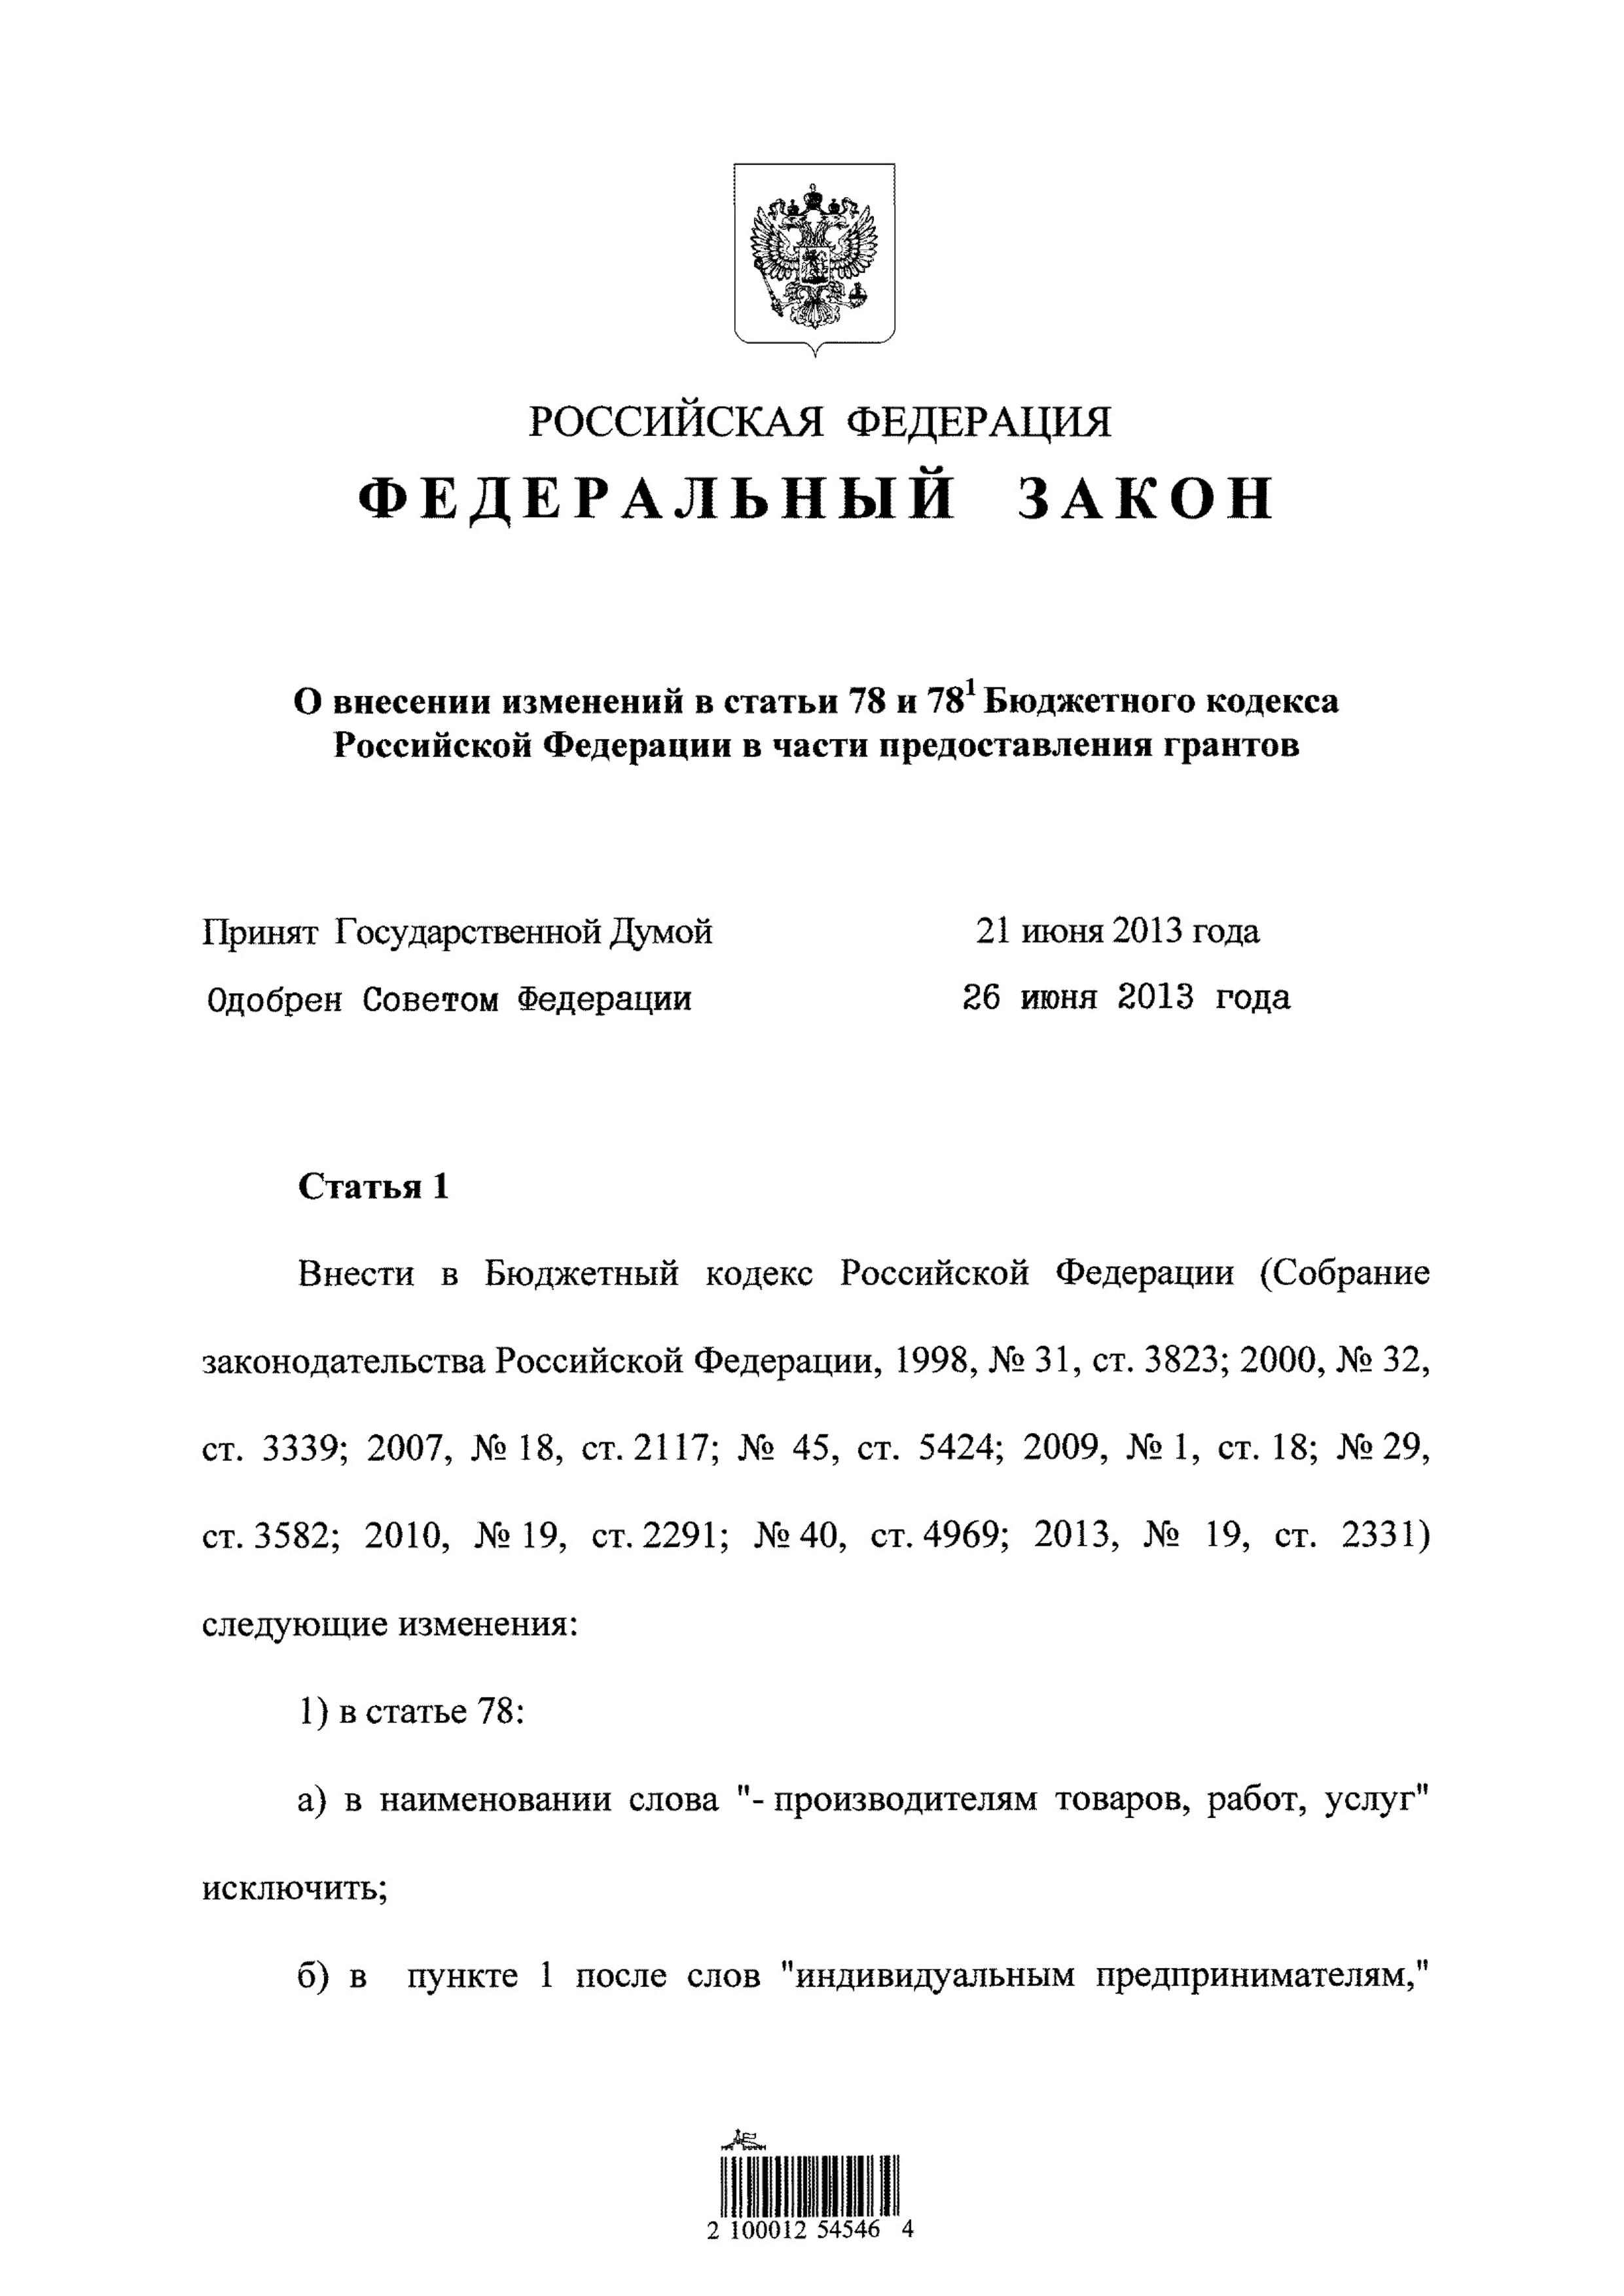 РОССИЙСКАЯ ФЕДЕРАЦИЯ
ФЕДЕРАЛЬНЫЙ ЗАКОН
О внесении изменений в статьи 78 и 78¹ Бюджетного кодекса
Российской Федерации в части предоставления грантов
Принят Государственной Думой 21 июня 2013 года
Одобрен Советом Федерации 26 июня 2013 года
Статья 1
Внести в Бюджетный кодекс Российской Федерации (Собрание
законодательства Российской Федерации, 1998, № 31, ст. 3823; 2000, № 32,
ст. 3339; 2007, № 18, ст. 2117; № 45, ст. 5424; 2009, № 1, ст. 18; № 29,
ст. 3582; 2010, № 19, ст. 2291; № 40, ст. 4969; 2013, № 19, ст. 2331)
следующие изменения:
1) в статье 78:
а) в наименовании слова "- производителям товаров, работ, услуг"
исключить;
б) в пункте 1 после слов "индивидуальным предпринимателям,"
2 100012 54546 4